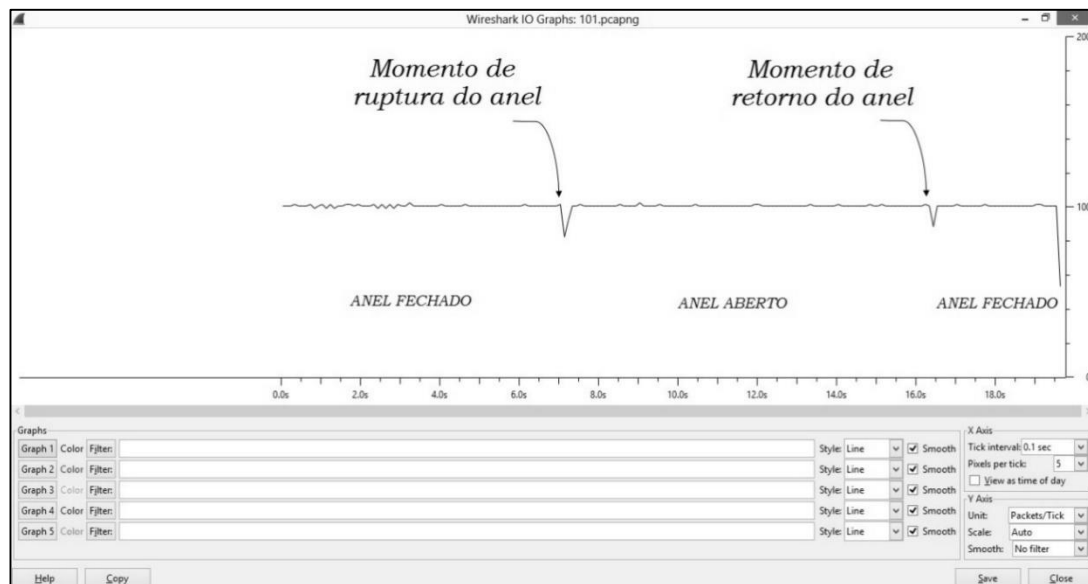 Wireshark IO Graphs: 101.pcapng
200
Momento de
ruptura do anel
Momento de
retorno do anel
100
ANEL FECHADO
ANEL ABERTO
ANEL FECHADO
0
0.0s 2.0s 4.0s 6.0s 8.0s 10.0s 12.0s 14.0s 16.0s 18.0s
Graphs
Graph 1 Color Filter: Style: Line Smooth
Graph 2 Color Filter: Style: Line Smooth
Graph 3 Color Filter: Style: Line Smooth
Graph 4 Color Filter: Style: Line Smooth
Graph 5 Color Filter: Style: Line Smooth
X Axis
Tick interval: 0.1 sec
Pixels per tick: 5
View as time of day
Y Axis
Unit: Packets/Tick
Scale: Auto
Smooth: No filter
Help Copy Save Close